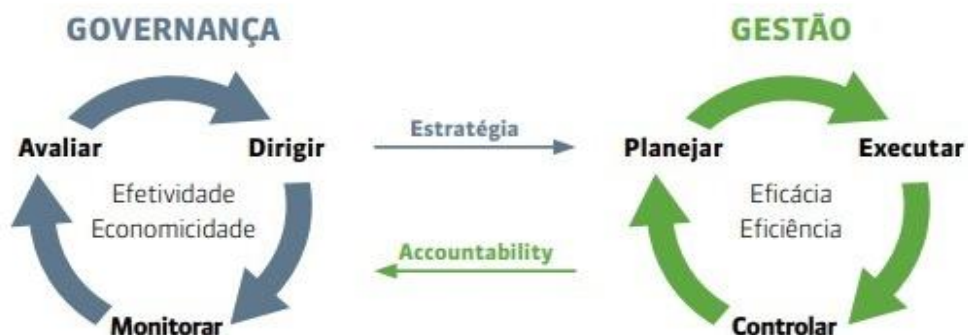 GOVERNANÇA
GESTÃO
Avaliar
Dirigir
Estratégia
Planejar
Executar
Efetividade
Economicidade
Eficácia
Eficiência
Accountability
Monitorar
Controlar